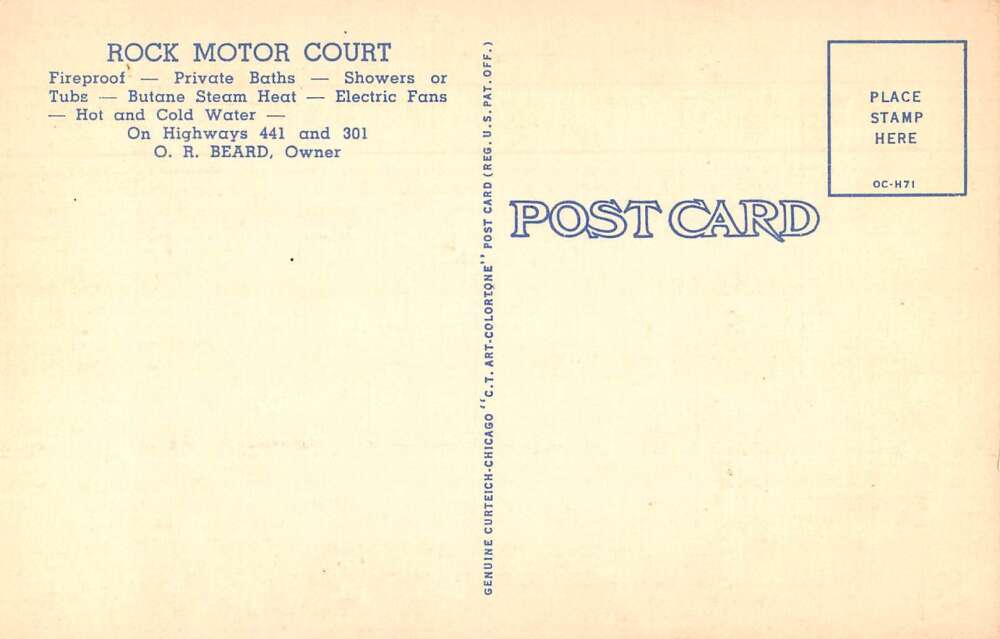 ROCK MOTOR COURT
Fireproof — Private Baths — Showers or
Tubs — Butane Steam Heat — Electric Fans
— Hot and Cold Water —
On Highways 441 and 301
O. R. BEARD, Owner
GENUINE CURTEICH-CHICAGO "C.T. ART-COLORTONE" POST CARD (REG. U.S. PAT. OFF.)
PLACE
STAMP
HERE
OC-H71
POST CARD